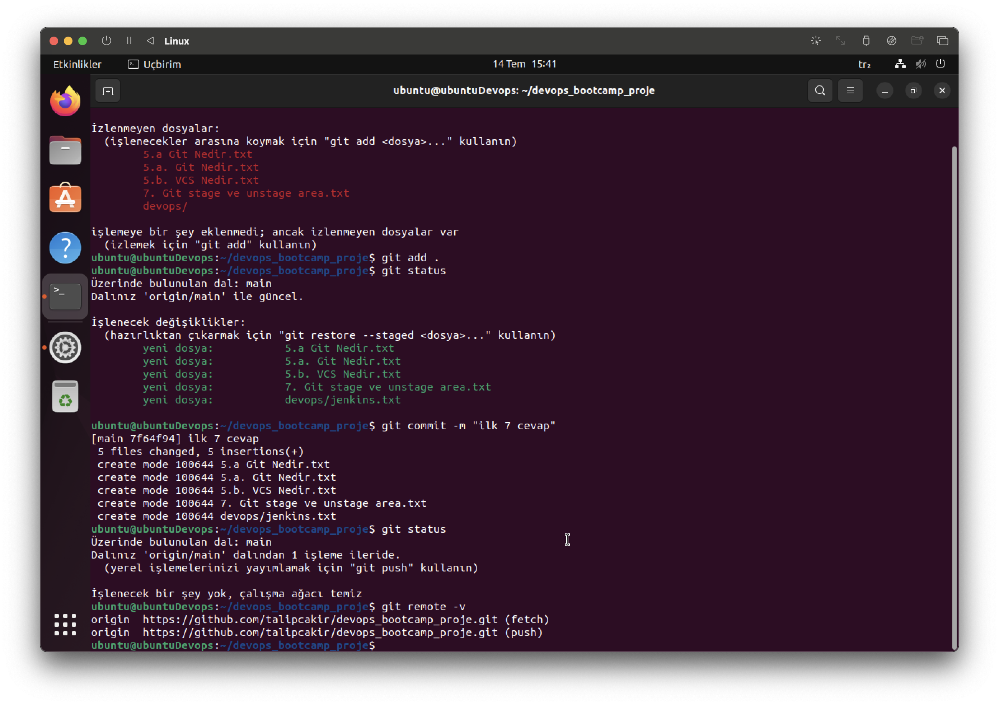 Linux
Etkinlikler
Uçbirim
14 Tem 15:41
tr₂
ubuntu@ubuntuDevops: ~/devops_bootcamp_proje
İzlenmeyen dosyalar:
(işlenecekler arasına koymak için "git add <dosya>..." kullanın)
5.a Git Nedir.txt
5.a. Git Nedir.txt
5.b. VCS Nedir.txt
7. Git stage ve unstage area.txt
devops/
işlemeye bir şey eklenmedi; ancak izlenmeyen dosyalar var
(izlemek için "git add" kullanın)
ubuntu@ubuntuDevops:~/devops_bootcamp_proje$ git add .
ubuntu@ubuntuDevops:~/devops_bootcamp_proje$ git status
Üzerinde bulunulan dal: main
Dalınız 'origin/main' ile güncel.
İşlenecek değişiklikler:
(hazırlıktan çıkarmak için "git restore --staged <dosya>..." kullanın)
yeni dosya: 5.a Git Nedir.txt
yeni dosya: 5.a. Git Nedir.txt
yeni dosya: 5.b. VCS Nedir.txt
yeni dosya: 7. Git stage ve unstage area.txt
yeni dosya: devops/jenkins.txt
ubuntu@ubuntuDevops:~/devops_bootcamp_proje$ git commit -m "ilk 7 cevap"
[main 7f64f94] ilk 7 cevap
5 files changed, 5 insertions(+)
create mode 100644 5.a Git Nedir.txt
create mode 100644 5.a. Git Nedir.txt
create mode 100644 5.b. VCS Nedir.txt
create mode 100644 7. Git stage ve unstage area.txt
create mode 100644 devops/jenkins.txt
ubuntu@ubuntuDevops:~/devops_bootcamp_proje$ git status
Üzerinde bulunulan dal: main
Dalınız 'origin/main' dalından 1 işleme ileride.
(yerel işlemelerinizi yayımlamak için "git push" kullanın)
İşlenecek bir şey yok, çalışma ağacı temiz
ubuntu@ubuntuDevops:~/devops_bootcamp_proje$ git remote -v
origin https://github.com/talipcakir/devops_bootcamp_proje.git (fetch)
origin https://github.com/talipcakir/devops_bootcamp_proje.git (push)
ubuntu@ubuntuDevops:~/devops_bootcamp_proje$